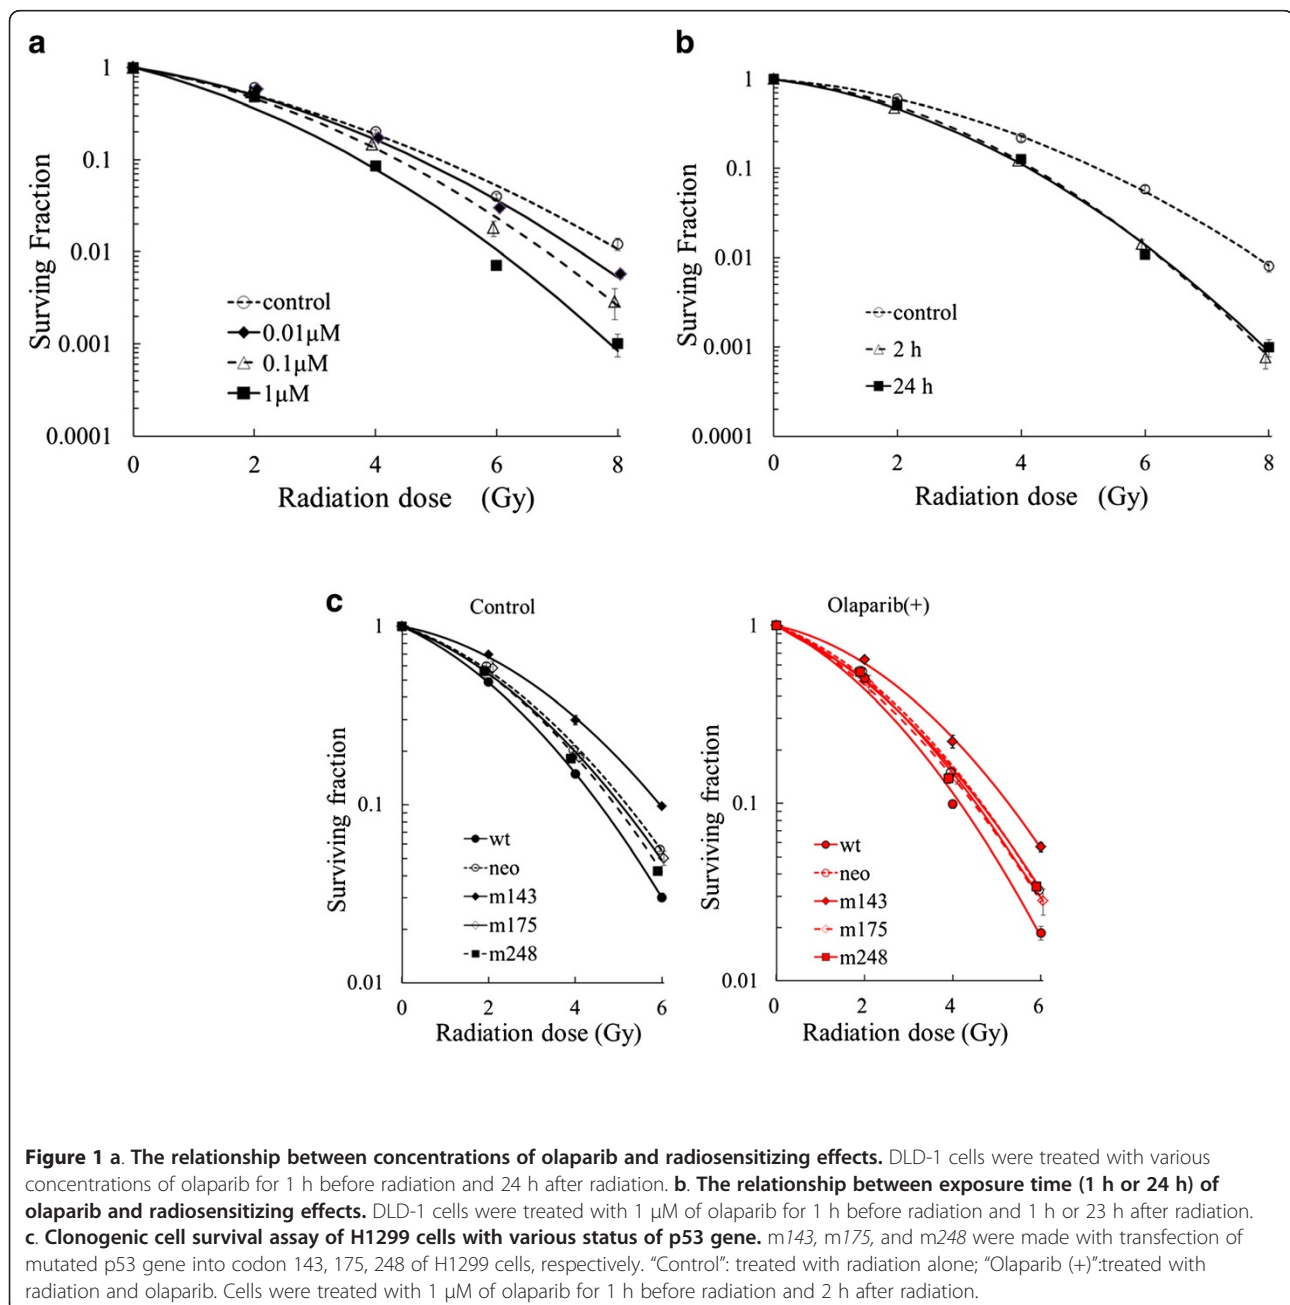 a
1
0.1
0.01
0.001
0.0001
Surving Fraction
control
0.01µM
0.1µM
1µM
0 2 4 6 8
Radiation dose (Gy)
b
1
0.1
0.01
0.001
0.0001
Surving Fraction
control
2 h
24 h
0 2 4 6 8
Radiation dose (Gy)
c
Control
1
0.1
0.01
Surviving fraction
wt
neo
m143
m175
m248
0 2 4 6
Radiation dose (Gy)
Olaparib(+)
1
0.1
0.01
Surviving fraction
wt
neo
m143
m175
m248
0 2 4 6
Radiation dose (Gy)
Figure 1 a. The relationship between concentrations of olaparib and radiosensitizing effects. DLD-1 cells were treated with various
concentrations of olaparib for 1 h before radiation and 24 h after radiation. b. The relationship between exposure time (1 h or 24 h) of
olaparib and radiosensitizing effects. DLD-1 cells were treated with 1 µM of olaparib for 1 h before radiation and 1 h or 23 h after radiation.
c. Clonogenic cell survival assay of H1299 cells with various status of p53 gene. m143, m175, and m248 were made with transfection of
mutated p53 gene into codon 143, 175, 248 of H1299 cells, respectively. “Control”: treated with radiation alone; “Olaparib (+)”:treated with
radiation and olaparib. Cells were treated with 1 µM of olaparib for 1 h before radiation and 2 h after radiation.